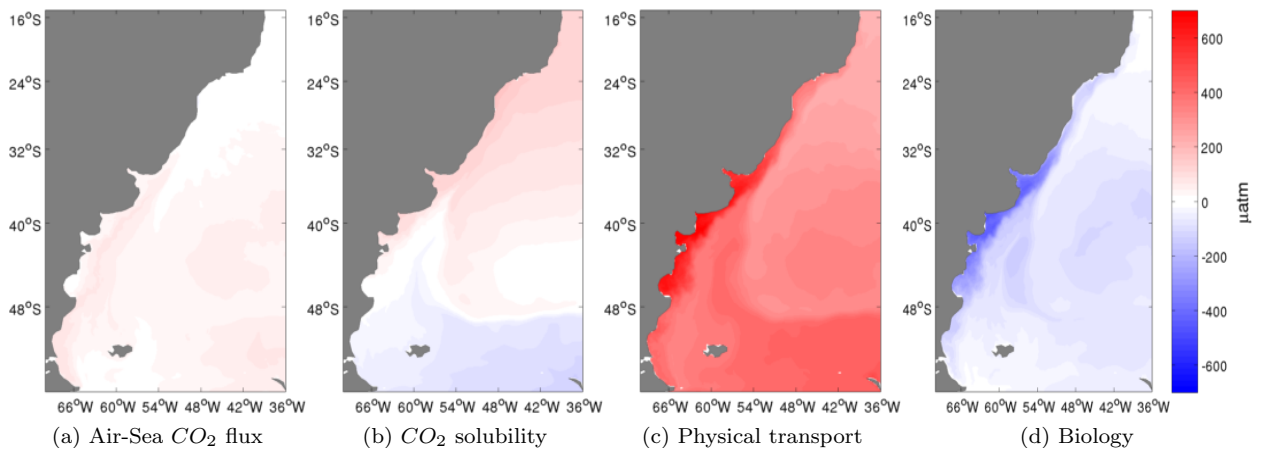 16°S 16°S 16°S 16°S
24°S 24°S 24°S 24°S
32°S 32°S 32°S 32°S
40°S 40°S 40°S 40°S
48°S 48°S 48°S 48°S
600
400
200
0
-200
-400
-600
μatm
66°W 60°W 54°W 48°W 42°W 36°W 66°W 60°W 54°W 48°W 42°W 36°W 66°W 60°W 54°W 48°W 42°W 36°W 66°W 60°W 54°W 48°W 42°W 36°W
(a) Air-Sea CO₂ flux (b) CO₂ solubility (c) Physical transport (d) Biology